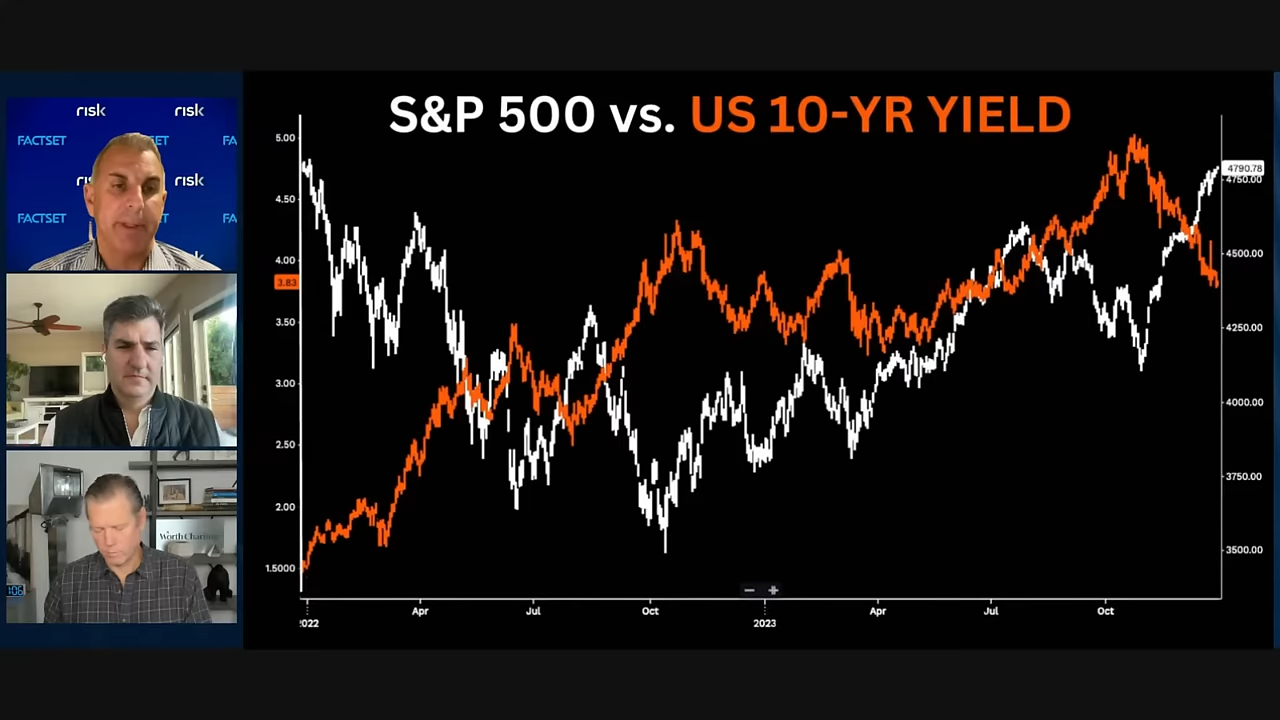 risk risk
FACTSET FA
risk
FACTSET FA
Worth Charting
:06
S&P 500 vs. US 10-YR YIELD
5.00
4.50
4.00
3.83
3.50
3.00
2.50
2.00
1.5000
4790.78
4750.00
4500.00
4250.00
4000.00
3750.00
3500.00
Apr Jul Oct Apr Jul Oct
2022 2023